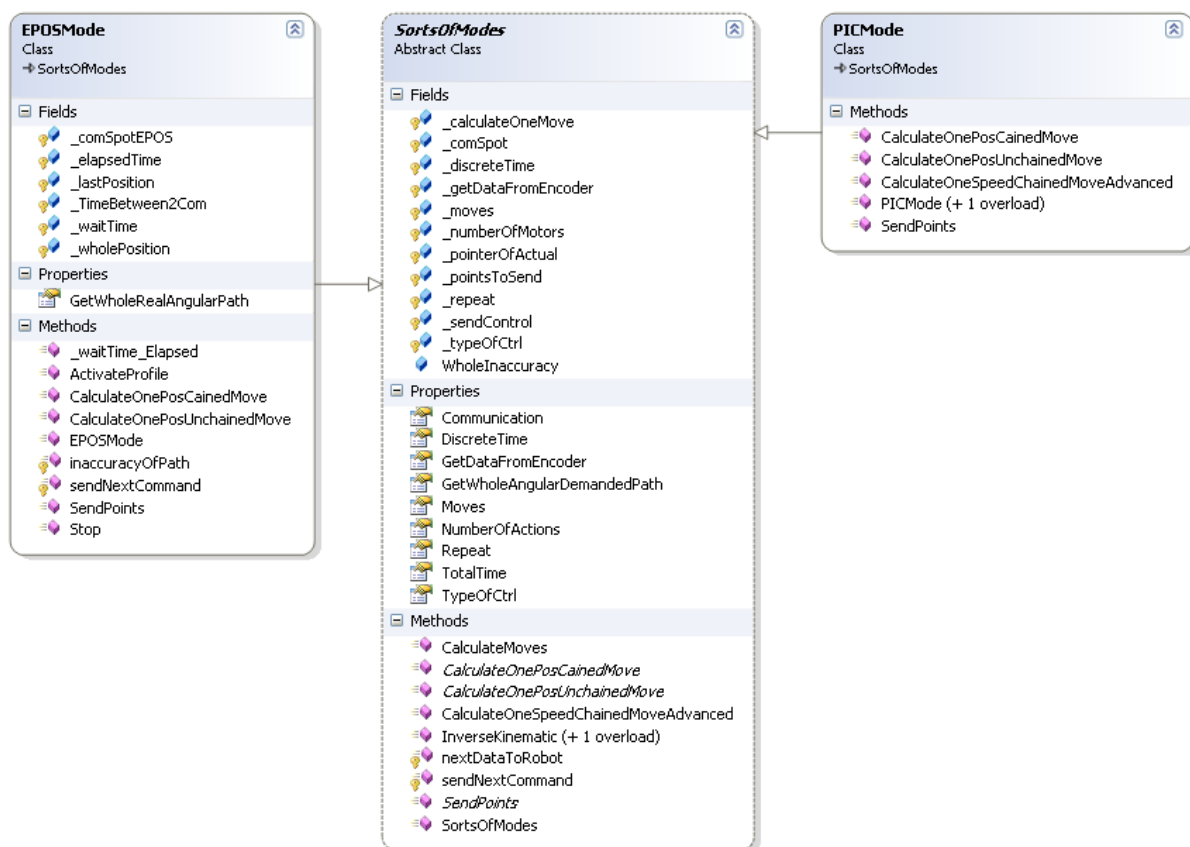 EPOSMode
Class
SortsOfModes
Fields
_comSpotEPOS
_elapsedTime
_lastPosition
_TimeBetween2Com
_waitTime
_wholePosition
Properties
GetWholeRealAngularPath
Methods
_waitTime_Elapsed
ActivateProfile
CalculateOnePosCainedMove
CalculateOnePosUnchainedMove
EPOSMode
inaccuracyOfPath
sendNextCommand
SendPoints
Stop
SortsOfModes
Abstract Class
Fields
_calculateOneMove
_comSpot
_discreteTime
_getDataFromEncoder
_moves
_numberOfMotors
_pointerOfActual
_pointsToSend
_repeat
_sendControl
_typeOfCtrl
WholeInaccuracy
Properties
Communication
DiscreteTime
GetDataFromEncoder
GetWholeAngularDemandedPath
Moves
NumberOfActions
Repeat
TotalTime
TypeOfCtrl
Methods
CalculateMoves
CalculateOnePosCainedMove
CalculateOnePosUnchainedMove
CalculateOneSpeedChainedMoveAdvanced
InverseKinematic (+ 1 overload)
nextDataToRobot
sendNextCommand
SendPoints
SortsOfModes
PICMode
Class
SortsOfModes
Methods
CalculateOnePosCainedMove
CalculateOnePosUnchainedMove
CalculateOneSpeedChainedMoveAdvanced
PICMode (+ 1 overload)
SendPoints